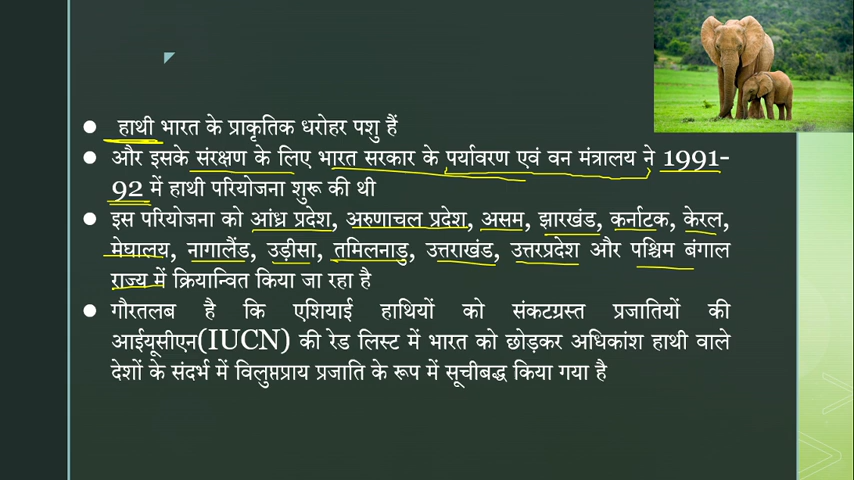 हाथी भारत के प्राकृतिक धरोहर पशु हैं
और इसके संरक्षण के लिए भारत सरकार के पर्यावरण एवं वन मंत्रालय ने 1991-
92 में हाथी परियोजना शुरू की थी
इस परियोजना को आंध्र प्रदेश, अरुणाचल प्रदेश, असम, झारखंड, कर्नाटक, केरल,
मेघालय, नागालैंड, उड़ीसा, तमिलनाडु, उत्तराखंड, उत्तरप्रदेश और पश्चिम बंगाल
राज्य में क्रियान्वित किया जा रहा है
गौरतलब है कि एशियाई हाथियों को संकटग्रस्त प्रजातियों की
आईयूसीएन(IUCN) की रेड लिस्ट में भारत को छोड़कर अधिकांश हाथी वाले
देशों के संदर्भ में विलुप्तप्राय प्रजाति के रूप में सूचीबद्ध किया गया है